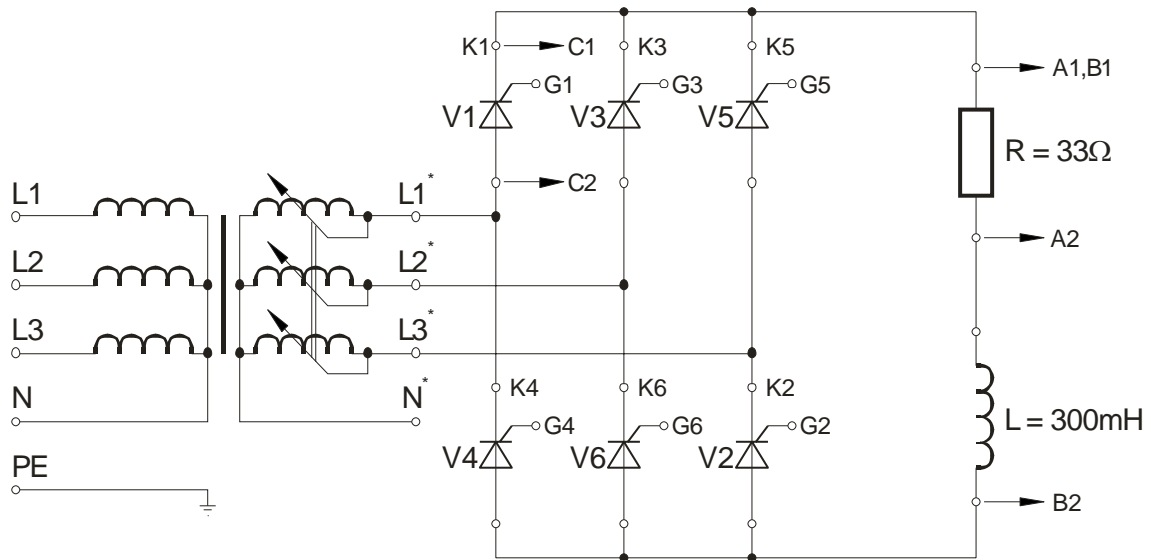 K1 C1 K3 K5
A1,B1
G1 G3 G5
V1 V3 V5
R = 33Ω
L1 L1* C2
A2
L2 L2*
L3 L3*
N N* K4 K6 K2
L = 300mH
G4 G6 G2
V4 V6 V2
PE
B2